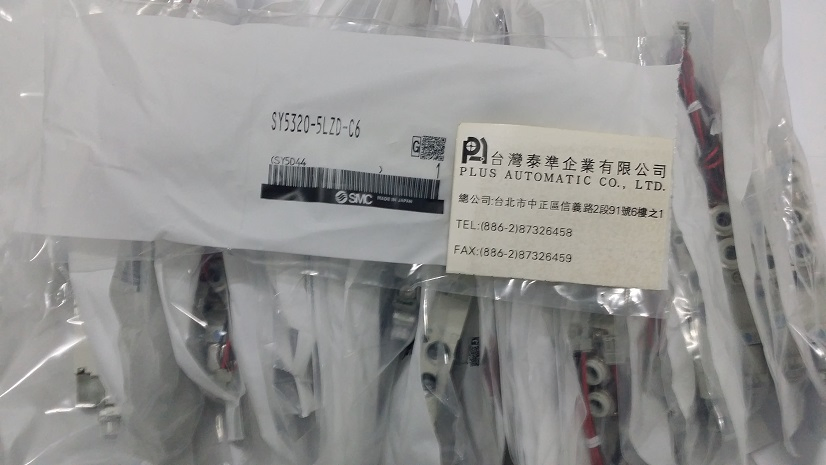 SY5320-5LZD-C6
G
(SY5D44
SMC MADE IN JAPAN
台灣泰準企業有限公司
PLUS AUTOMATIC CO., LTD.
總公司:台北市中正區信義路2段91號6樓之1
TEL:(886-2)87326458
FAX:(886-2)87326459